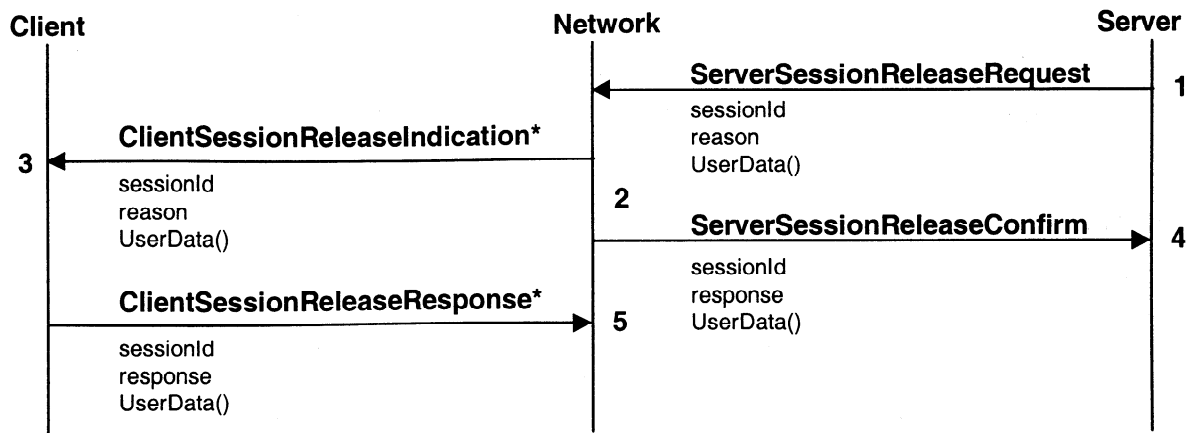 Client
Network
Server
ServerSessionReleaseRequest
1
sessionId
reason
UserData()
ClientSessionReleaseIndication*
3
sessionId
reason
UserData()
2
ServerSessionReleaseConfirm
4
sessionId
response
UserData()
ClientSessionReleaseResponse*
5
sessionId
response
UserData()